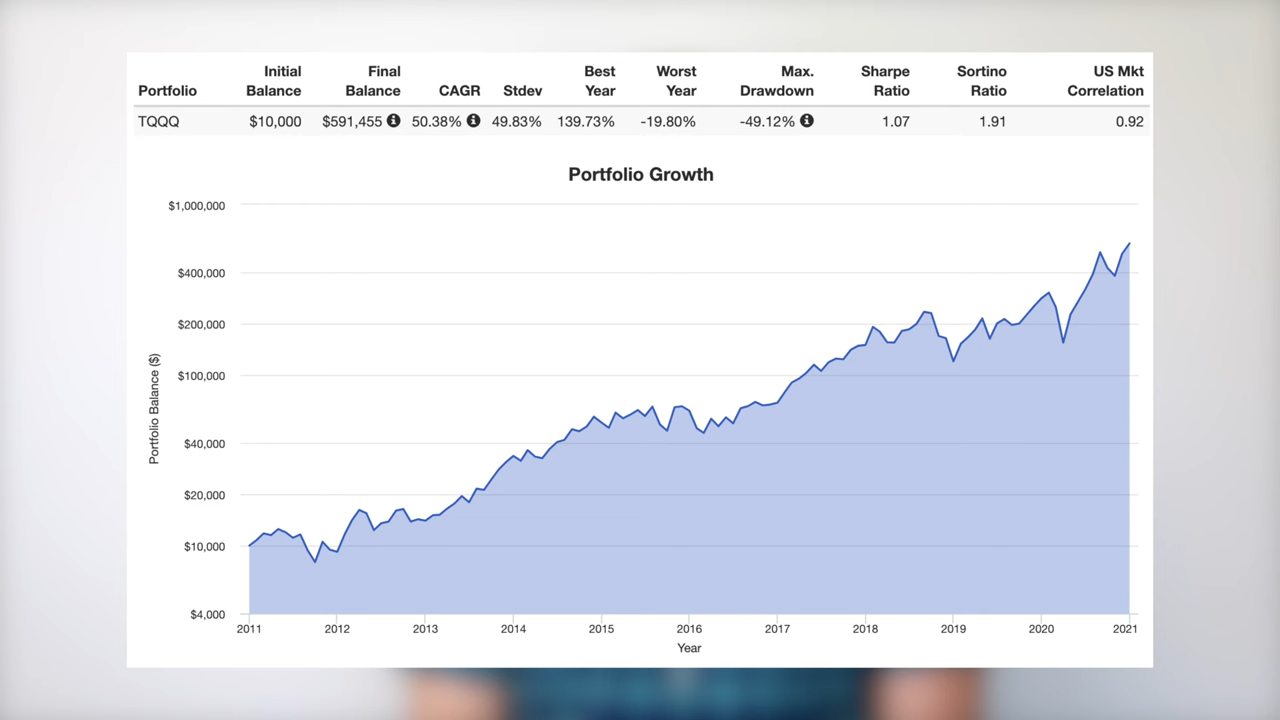 Portfolio Initial Balance Final Balance CAGR Stdev Best Year Worst Year Max. Drawdown Sharpe Ratio Sortino Ratio US Mkt Correlation
TQQQ $10,000 $591,455 50.38% 49.83% 139.73% -19.80% -49.12% 1.07 1.91 0.92
Portfolio Growth
$1,000,000
$400,000
$200,000
$100,000
$40,000
$20,000
$10,000
$4,000
Portfolio Balance ($)
2011 2012 2013 2014 2015 2016 2017 2018 2019 2020 2021
Year